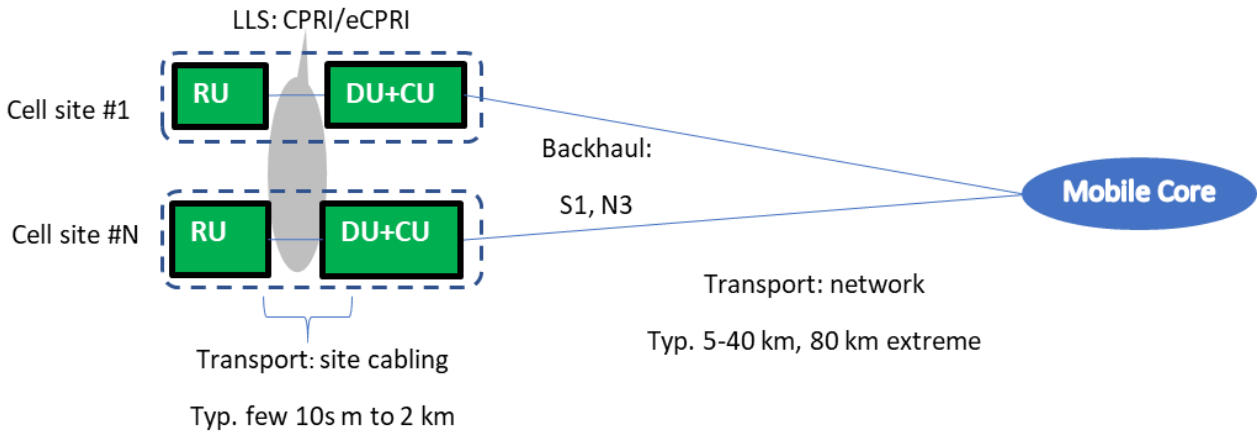 LLS: CPRI/eCPRI
RU
DU+CU
Cell site #1
Backhaul:
Mobile Core
S1, N3
RU
DU+CU
Cell site #N
Transport: network
Typ. 5-40 km, 80 km extreme
Transport: site cabling
Typ. few 10s m to 2 km